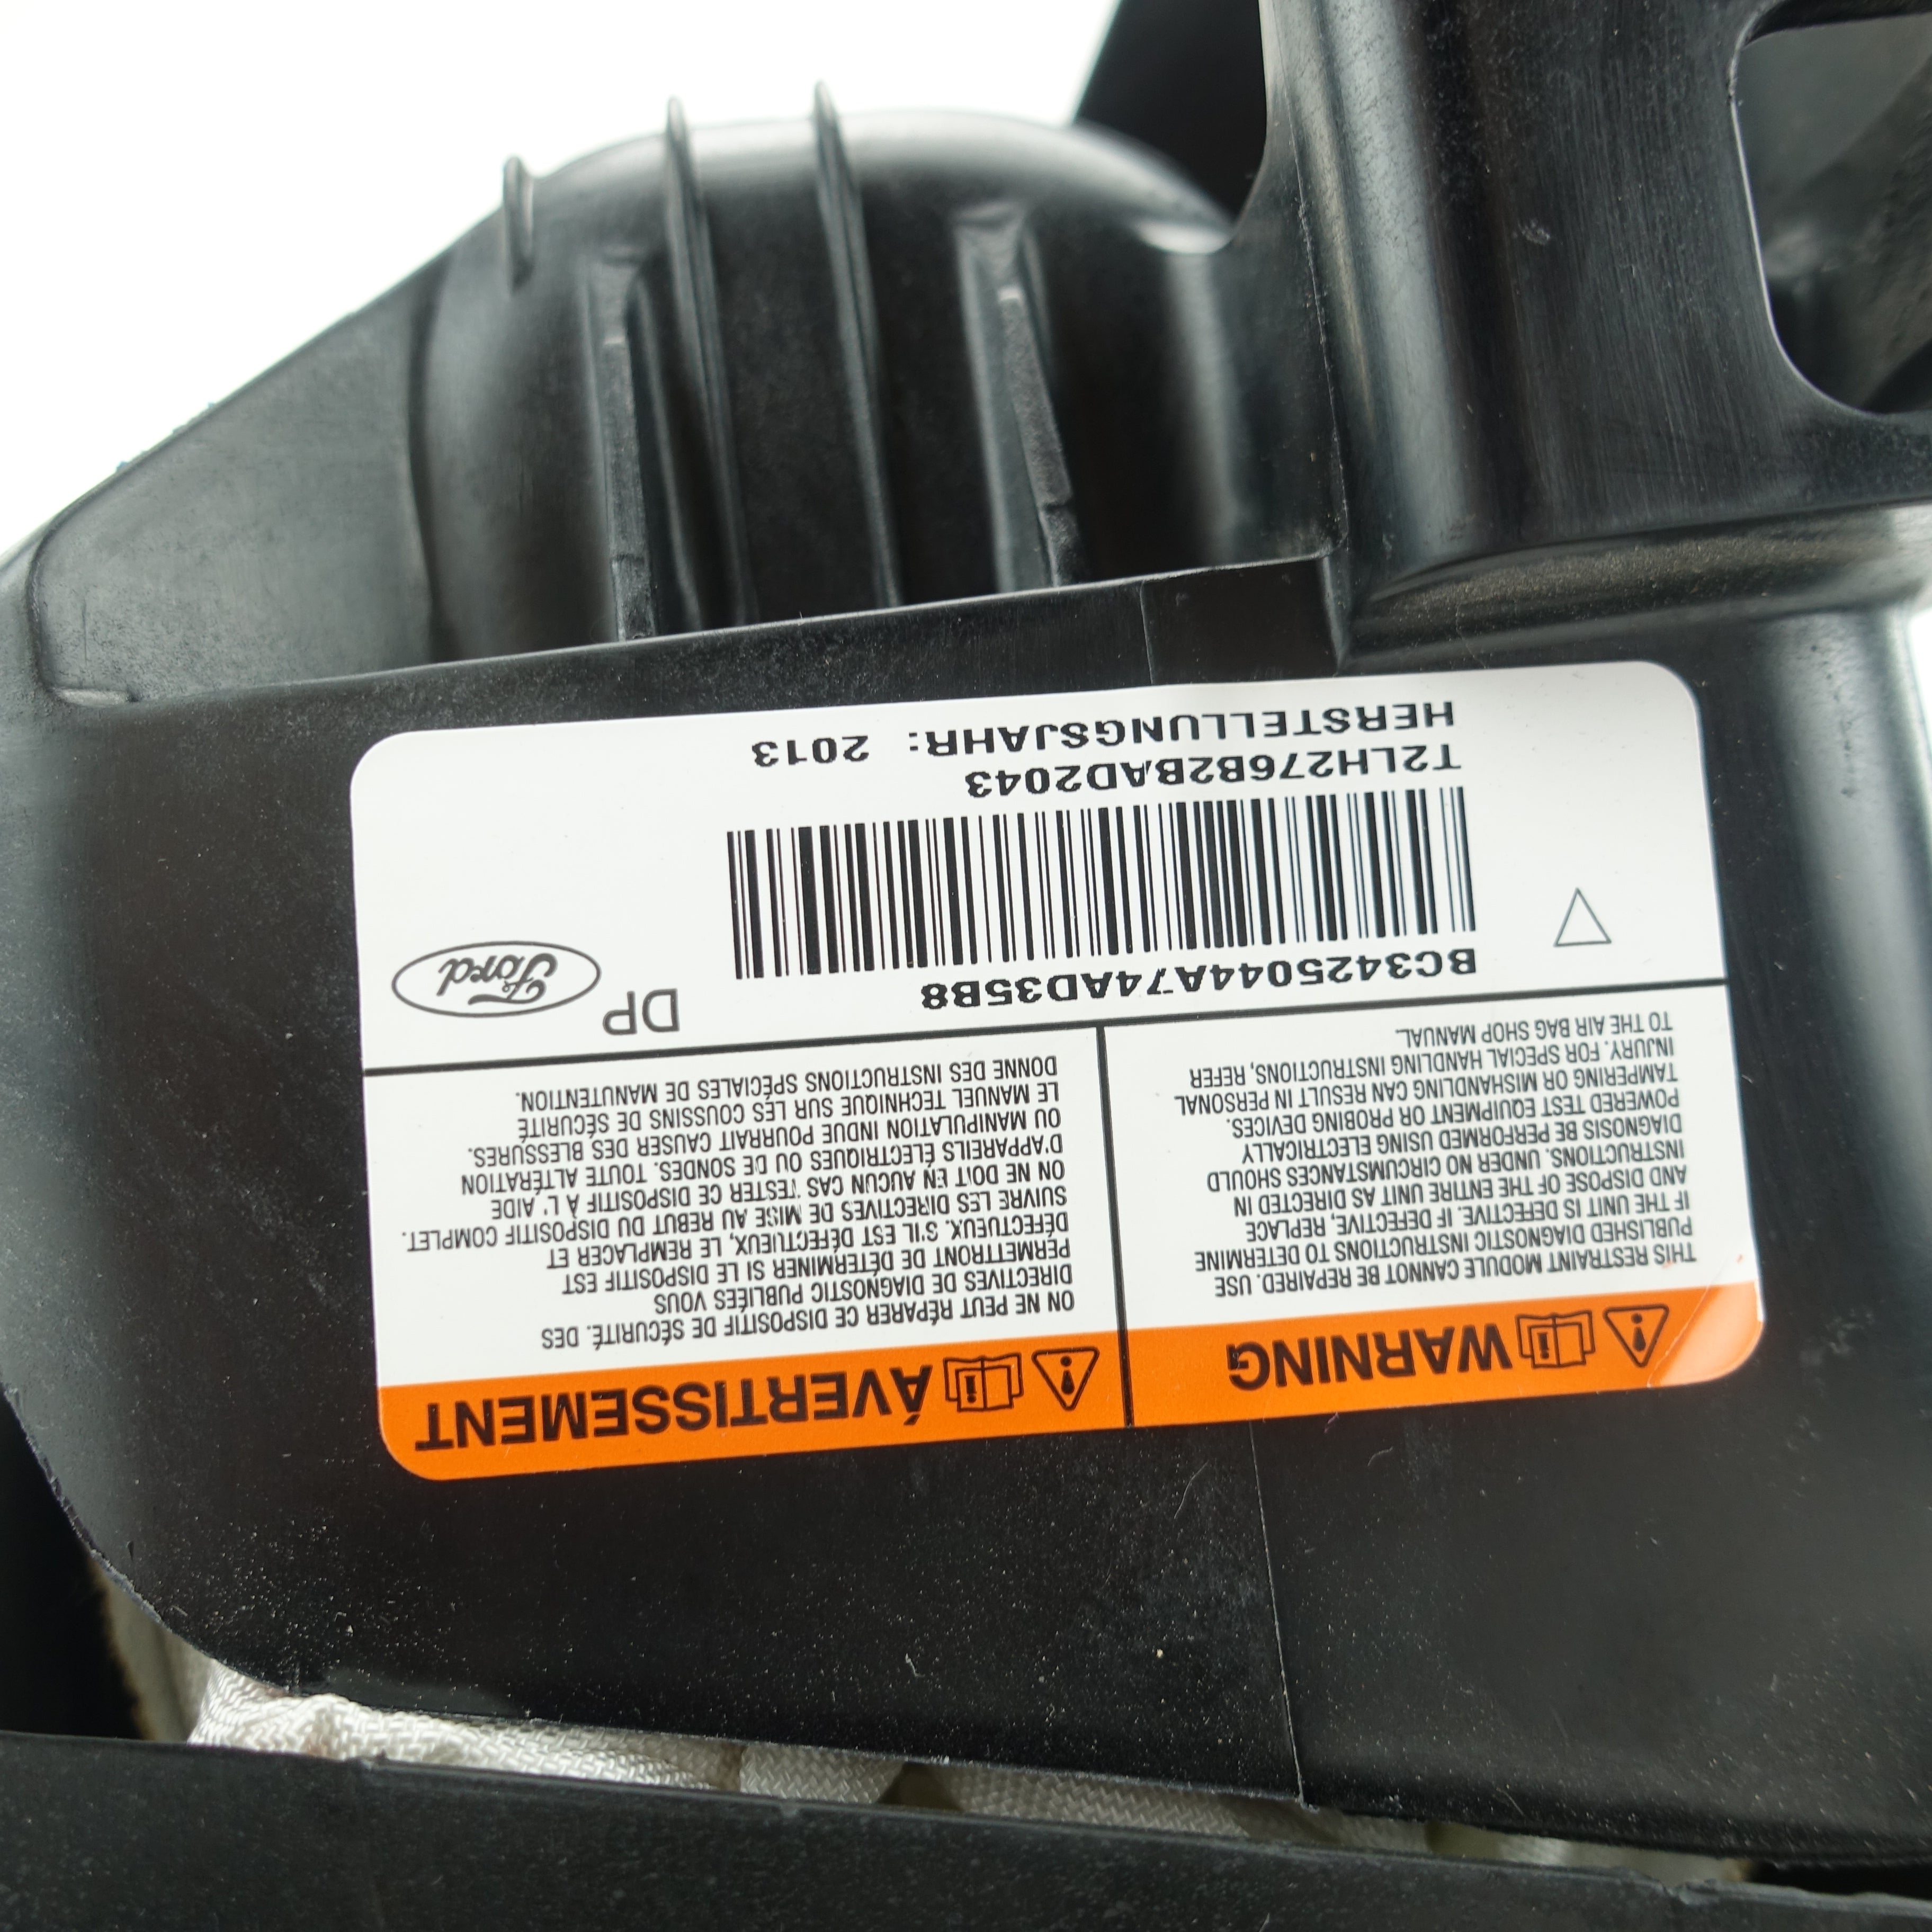 WARNING
THIS RESTRAINT MODULE CANNOT BE REPAIRED. USE
PUBLISHED DIAGNOSTIC INSTRUCTIONS TO DETERMINE
IF THE UNIT IS DEFECTIVE. IF DEFECTIVE, REPLACE
AND DISPOSE OF THE ENTIRE UNIT AS DIRECTED IN
INSTRUCTIONS. UNDER NO CIRCUMSTANCES SHOULD
DIAGNOSIS BE PERFORMED USING ELECTRICALLY
POWERED TEST EQUIPMENT OR PROBING DEVICES.
TAMPERING OR MISHANDLING CAN RESULT IN PERSONAL
INJURY. FOR SPECIAL HANDLING INSTRUCTIONS, REFER
TO THE AIR BAG SHOP MANUAL
ÁVERTISSEMENT
ON NE PEUT RÉPARER CE DISPOSITIF DE SÉCURITÉ. DES
DIRECTIVES DE DIAGNOSTIC PUBLIÉES VOUS
PERMETTRONT DE DÉTERMINER SI LE DISPOSITIF EST
DÉFECTUEUX. S'IL EST DÉFECTUEUX, LE REMPLACER ET
SUIVRE LES DIRECTIVES DE MISE AU REBUT DU DISPOSITIF COMPLET.
ON NE DOIT EN AUCUN CAS TESTER CE DISPOSITIF À L' AIDE
D'APPAREILS ÉLECTRIQUES OU DE SONDES. TOUTE ALTÉRATION
OU MANIPULATION INDUE POURRAIT CAUSER DES BLESSURES.
LE MANUEL TECHNIQUE SUR LES COUSSINS DE SÉCURITÉ
DONNE DES INSTRUCTIONS SPÉCIALES DE MANUTENTION.
BC3425044A74AD35B8
DP
Ford
T2LH276B2BAD2043
HERSTELLUNGSJAHR: 2013